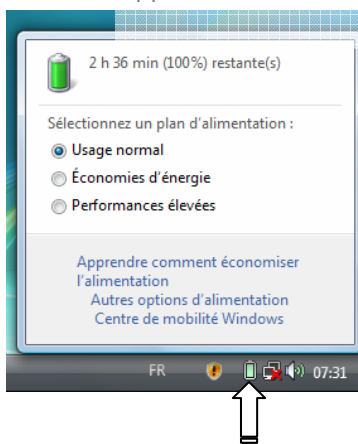 2 h 36 min (100%) restante(s)
Sélectionnez un plan d'alimentation :
Usage normal
Économies d'énergie
Performances élevées
Apprendre comment économiser
l'alimentation
Autres options d'alimentation
Centre de mobilité Windows
FR
07:31